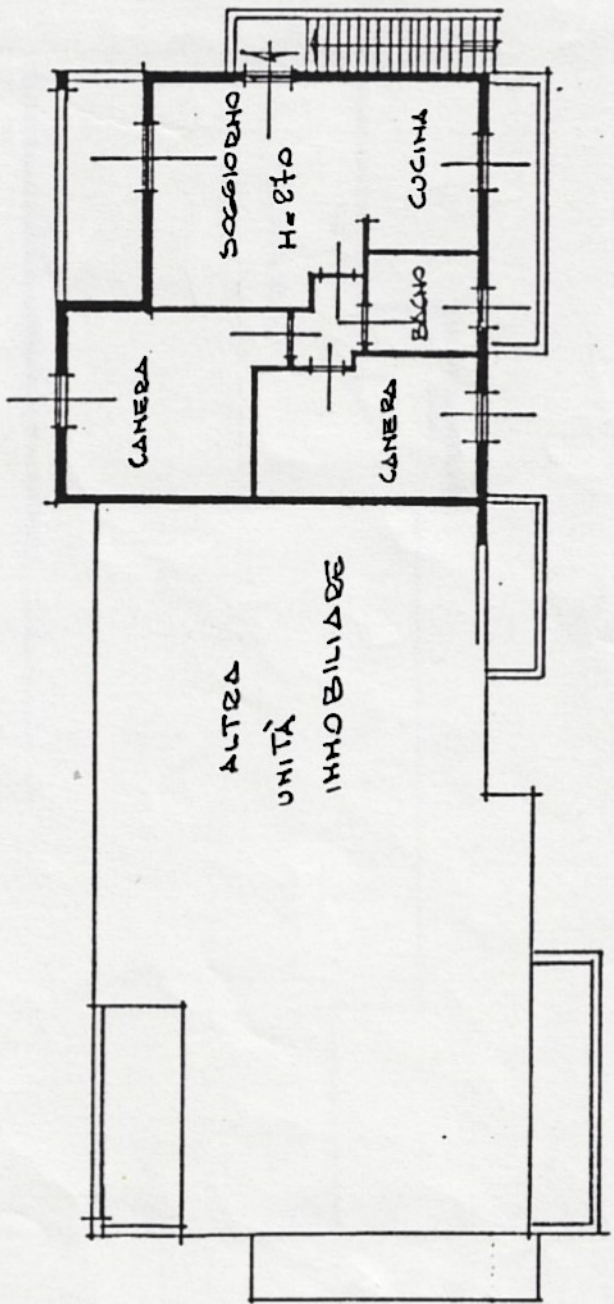 CAMERA
SOGGIORNO
H=270
CUCINA
BAGNO
CAMERA
ALTRA
UNITÀ
IMMOBILIARE